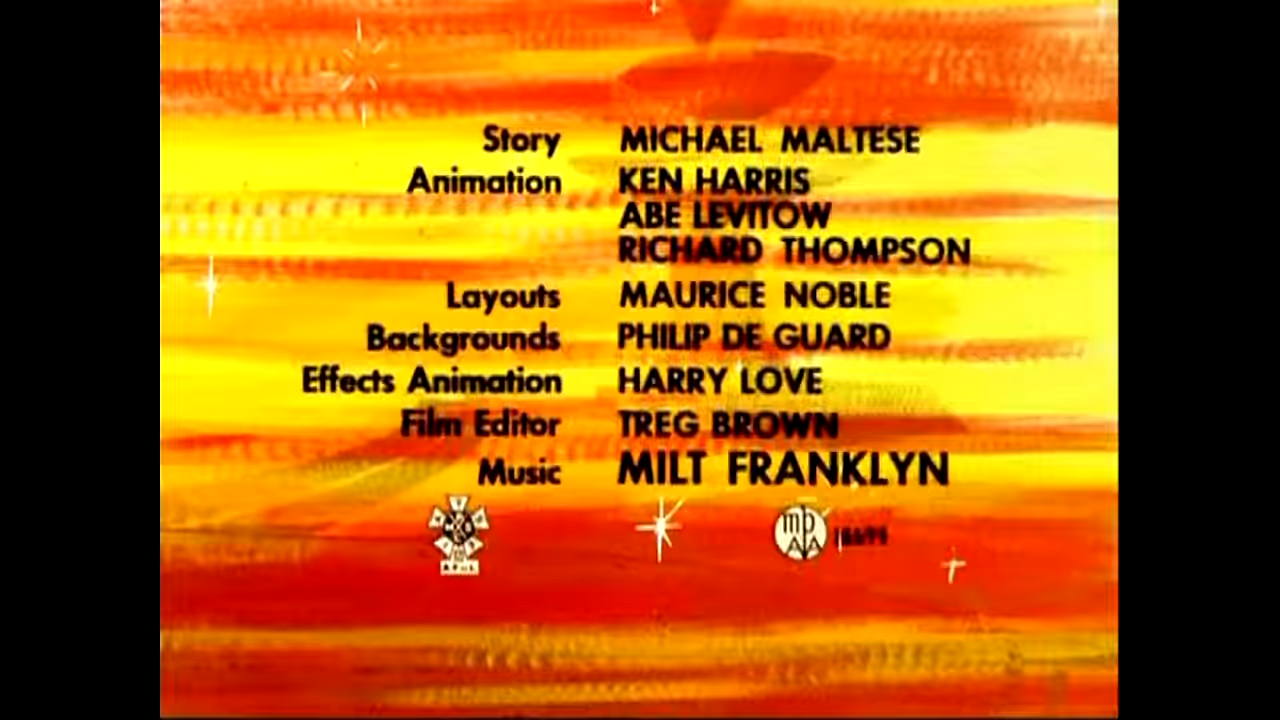 Story MICHAEL MALTESE
Animation KEN HARRIS
ABE LEVITOW
RICHARD THOMPSON
Layouts MAURICE NOBLE
Backgrounds PHILIP DE GUARD
Effects Animation HARRY LOVE
Film Editor TREG BROWN
Music MILT FRANKLYN